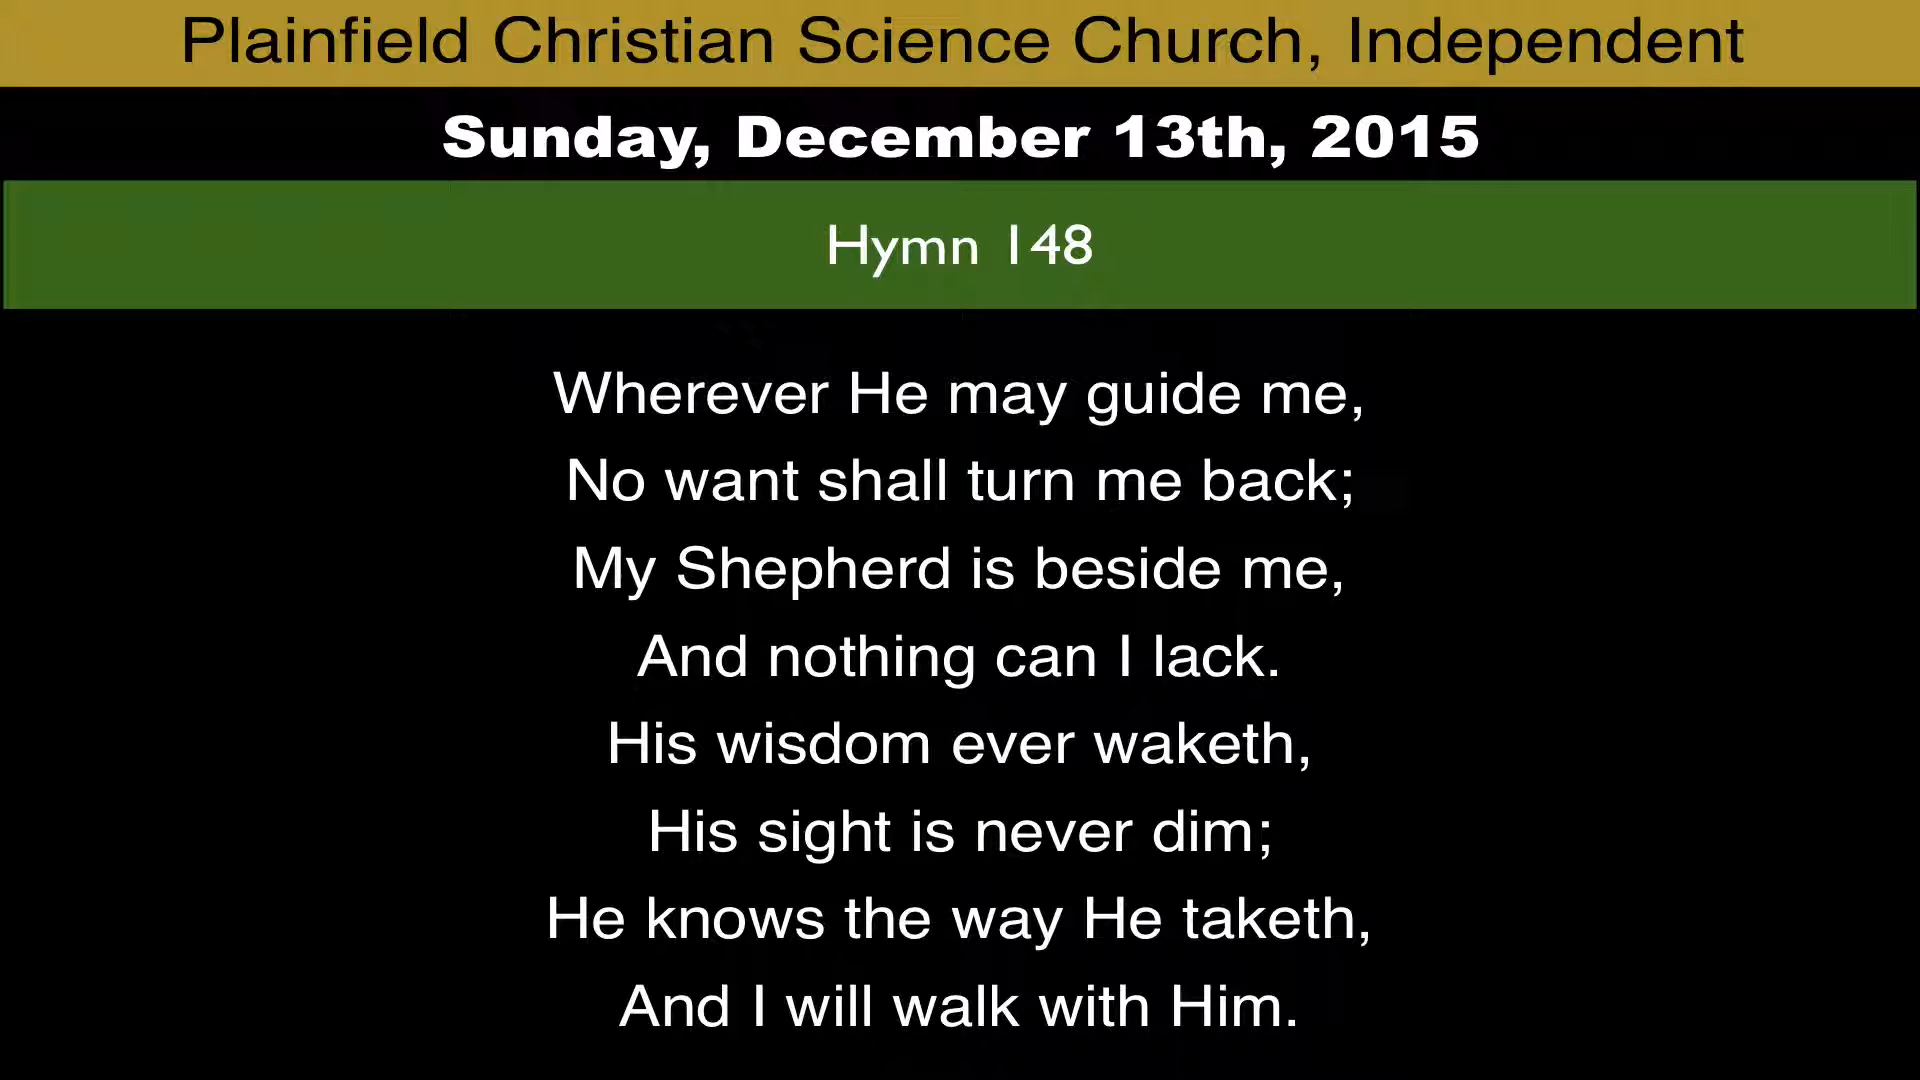 Plainfield Christian Science Church, Independent
Sunday, December 13th, 2015
Hymn 148
Wherever He may guide me,
No want shall turn me back;
My Shepherd is beside me,
And nothing can I lack.
His wisdom ever waketh,
His sight is never dim;
He knows the way He taketh,
And I will walk with Him.